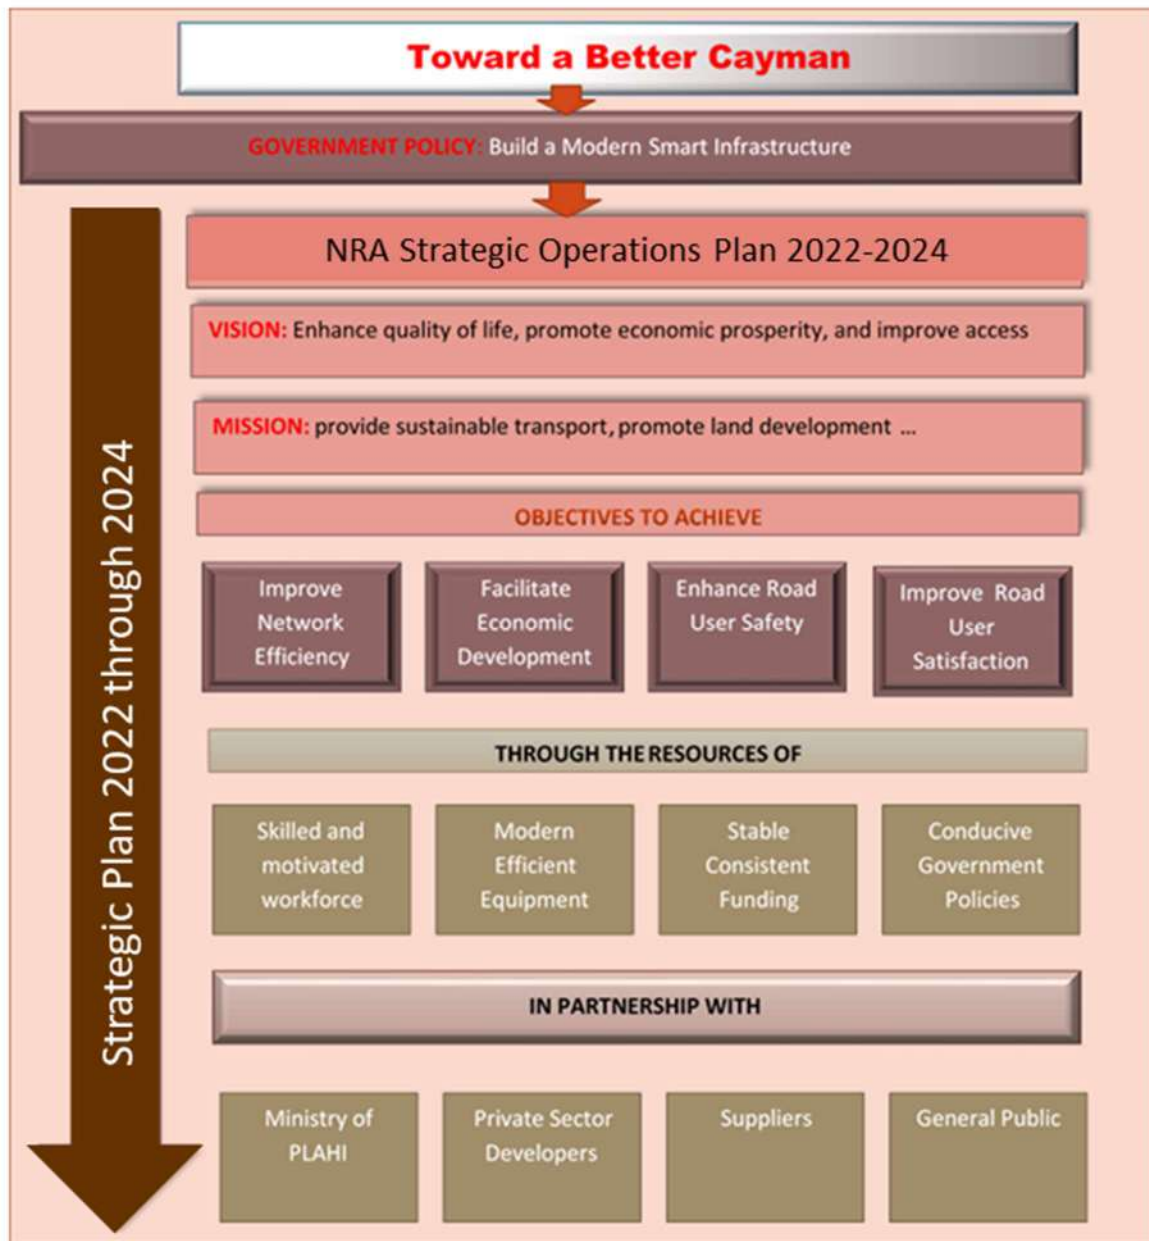 Toward a Better Cayman
GOVERNMENT POLICY: Build a Modern Smart Infrastructure
Strategic Plan 2022 through 2024
NRA Strategic Operations Plan 2022-2024
VISION: Enhance quality of life, promote economic prosperity, and improve access
MISSION: provide sustainable transport, promote land development ...
OBJECTIVES TO ACHIEVE
Improve
Network
Efficiency
Facilitate
Economic
Development
Enhance Road
User Safety
Improve Road
User
Satisfaction
THROUGH THE RESOURCES OF
Skilled and
motivated
workforce
Modern
Efficient
Equipment
Stable
Consistent
Funding
Conducive
Government
Policies
IN PARTNERSHIP WITH
Ministry of
PLAHI
Private Sector
Developers
Suppliers
General Public